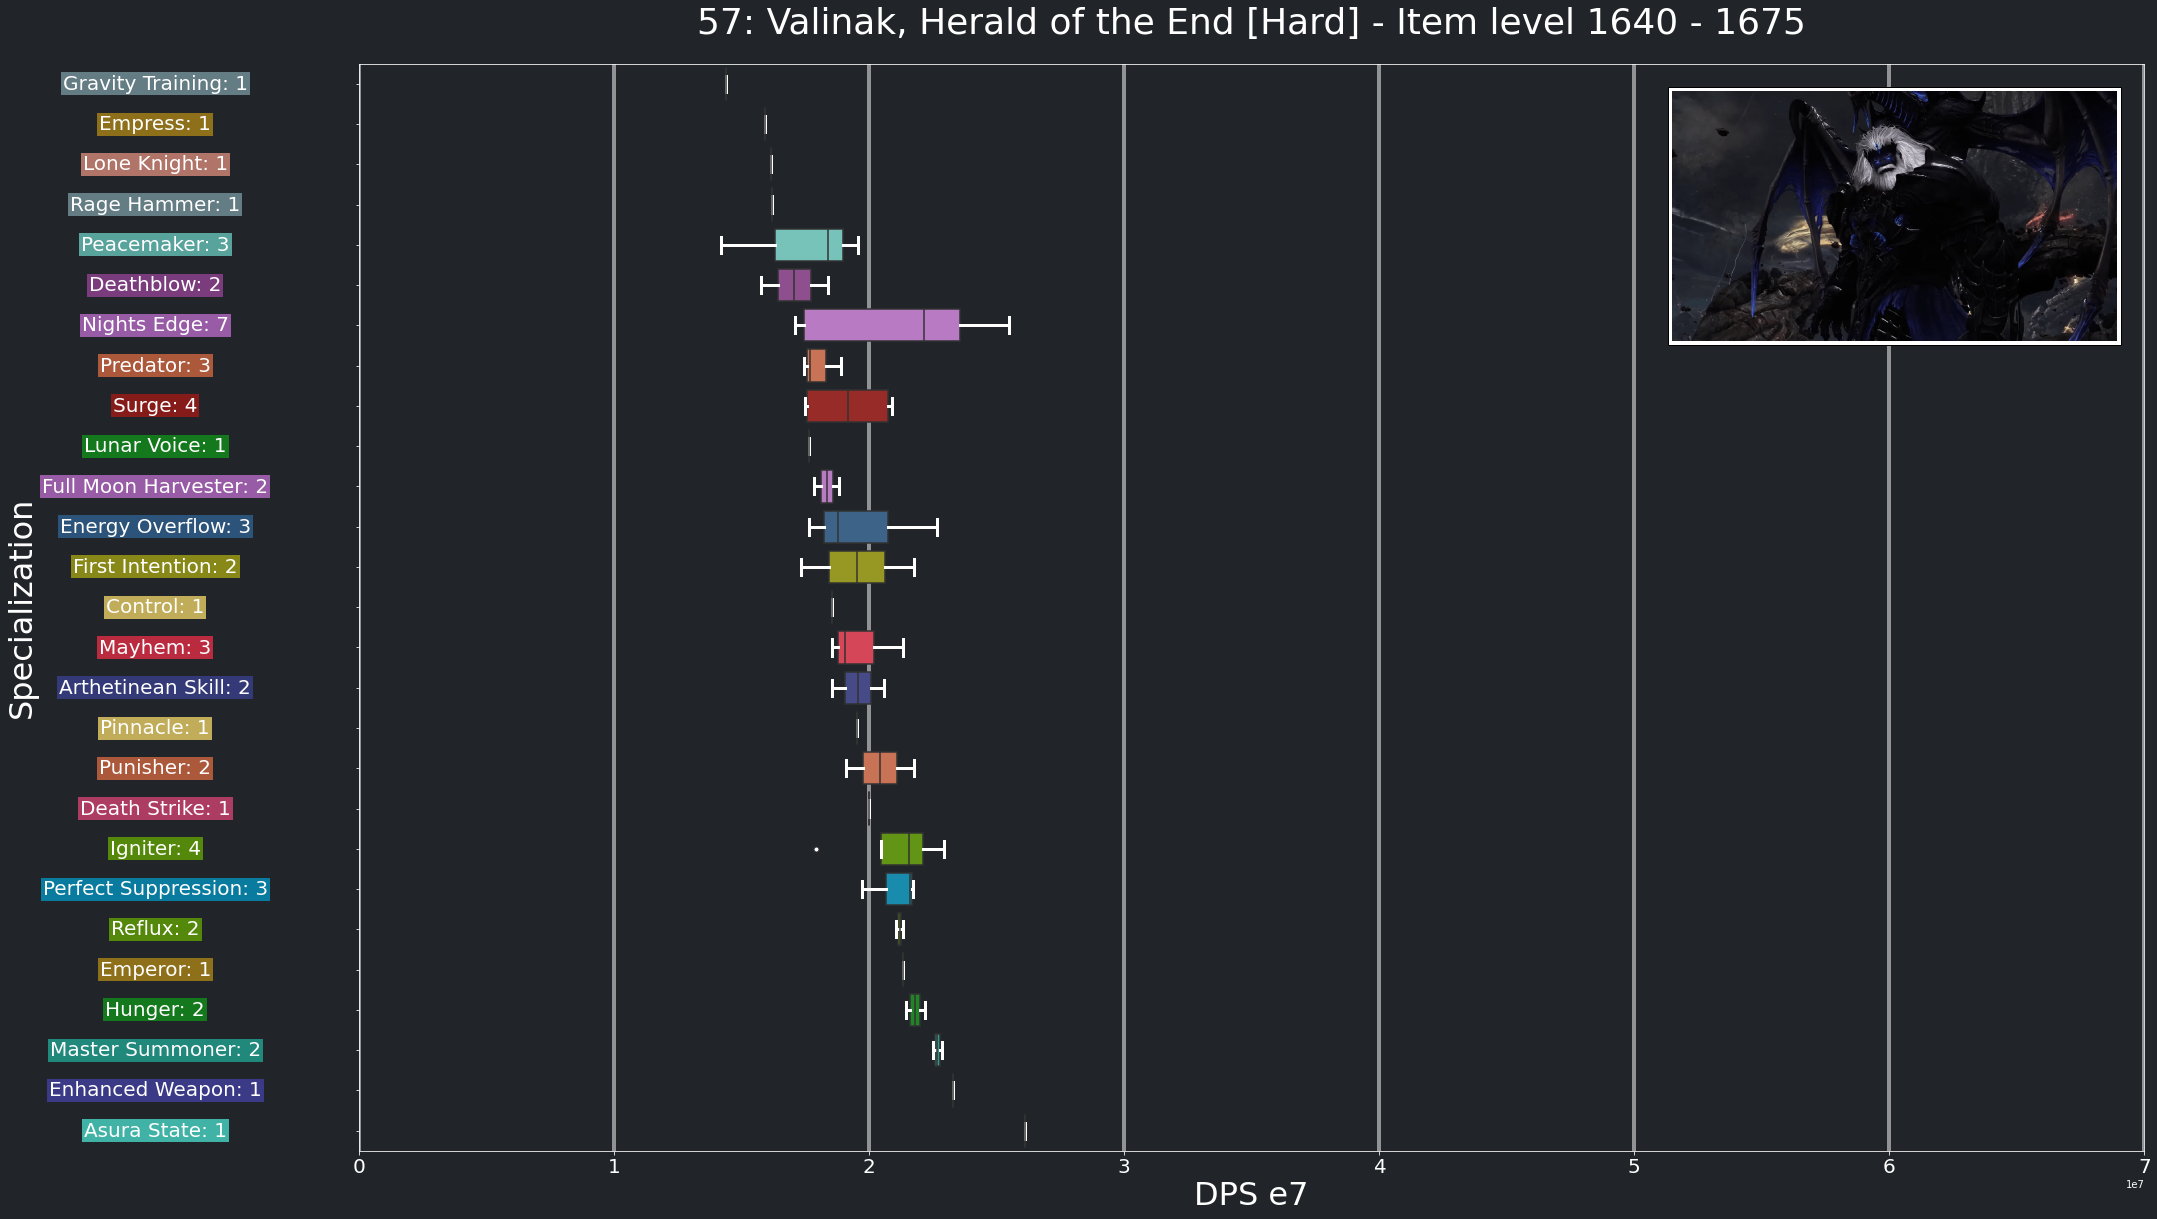 57: Valinak, Herald of the End [Hard] - Item level 1640 - 1675
Specialization
Gravity Training: 1
Empress: 1
Lone Knight: 1
Rage Hammer: 1
Peacemaker: 3
Deathblow: 2
Nights Edge: 7
Predator: 3
Surge: 4
Lunar Voice: 1
Full Moon Harvester: 2
Energy Overflow: 3
First Intention: 2
Control: 1
Mayhem: 3
Arthetinean Skill: 2
Pinnacle: 1
Punisher: 2
Death Strike: 1
Igniter: 4
Perfect Suppression: 3
Reflux: 2
Emperor: 1
Hunger: 2
Master Summoner: 2
Enhanced Weapon: 1
Asura State: 1
0 1 2 3 4 5 6 7
1e7
DPS e7